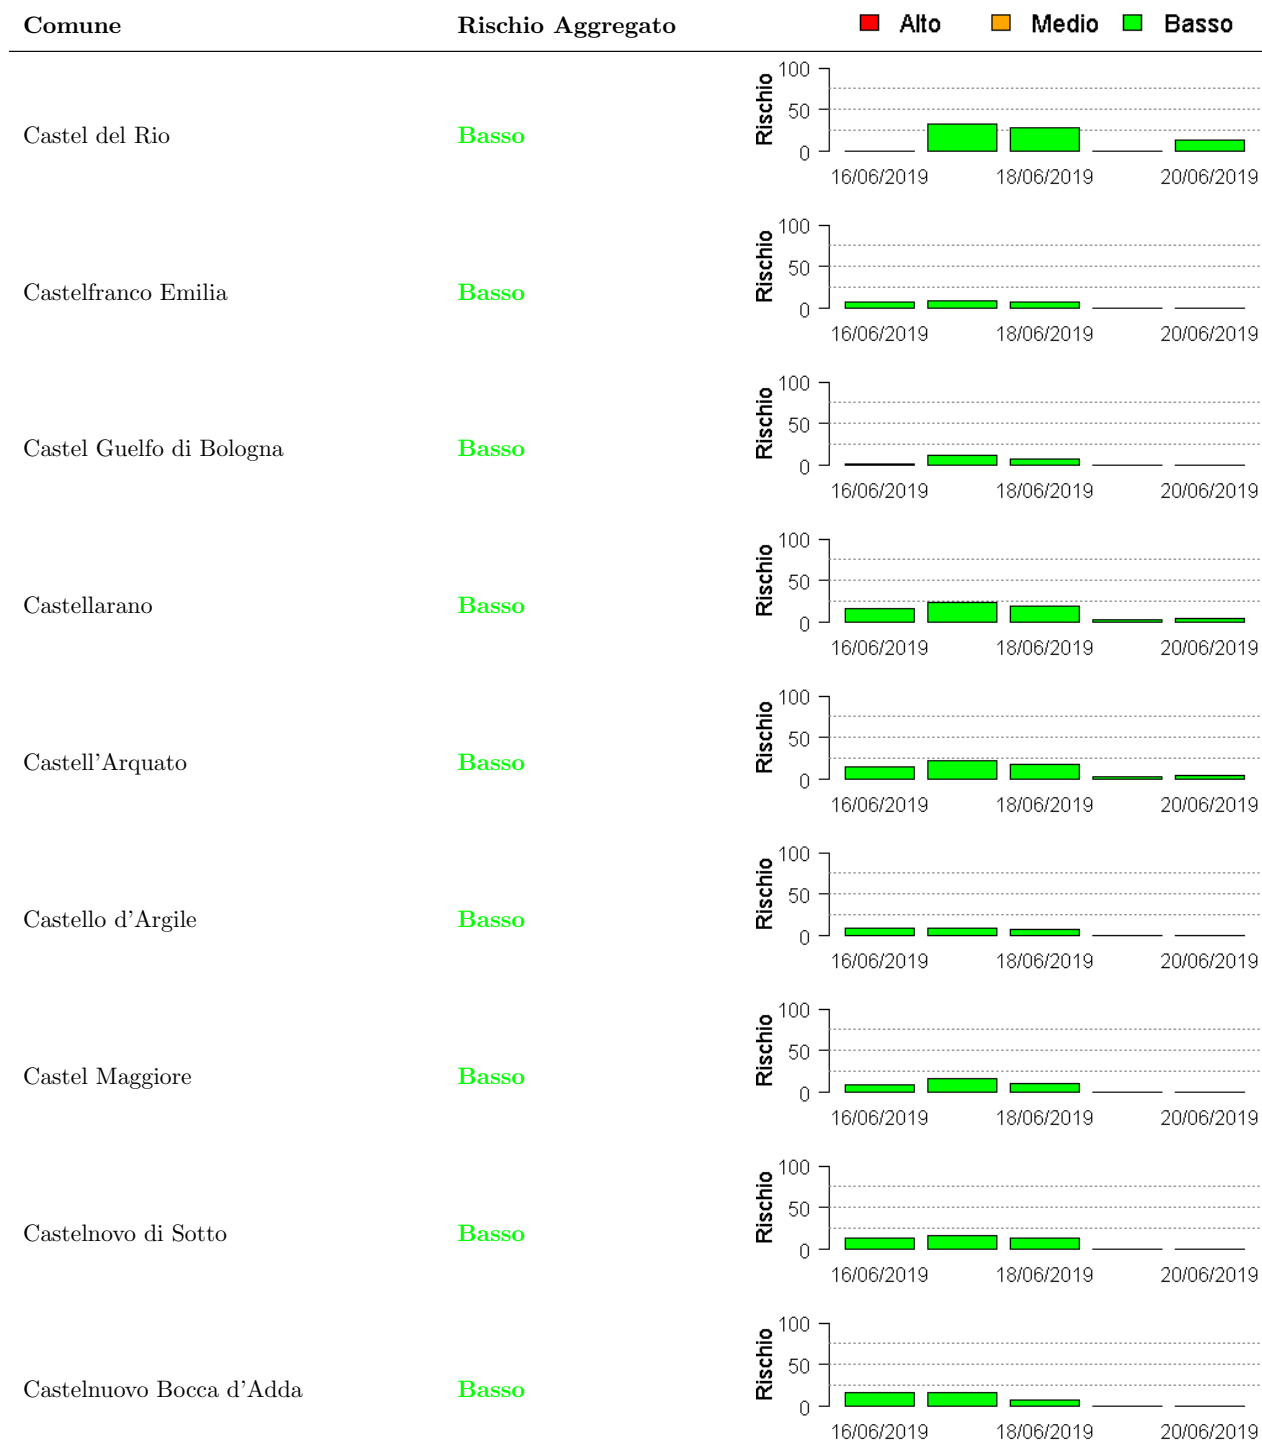 Comune Rischio Aggregato Alto Medio Basso
Castel del Rio Basso
Rischio
100
50
0
16/06/2019 18/06/2019 20/06/2019
Castelfranco Emilia Basso
Rischio
100
50
0
16/06/2019 18/06/2019 20/06/2019
Castel Guelfo di Bologna Basso
Rischio
100
50
0
16/06/2019 18/06/2019 20/06/2019
Castellarano Basso
Rischio
100
50
0
16/06/2019 18/06/2019 20/06/2019
Castell'Arquato Basso
Rischio
100
50
0
16/06/2019 18/06/2019 20/06/2019
Castello d'Argile Basso
Rischio
100
50
0
16/06/2019 18/06/2019 20/06/2019
Castel Maggiore Basso
Rischio
100
50
0
16/06/2019 18/06/2019 20/06/2019
Castelnovo di Sotto Basso
Rischio
100
50
0
16/06/2019 18/06/2019 20/06/2019
Castelnuovo Bocca d'Adda Basso
Rischio
100
50
0
16/06/2019 18/06/2019 20/06/2019